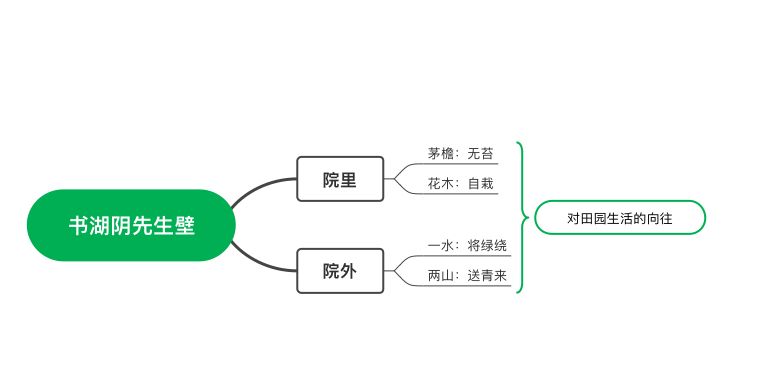 书湖阴先生壁
院里
茅檐：无苔
花木：自栽
院外
一水：将绿绕
两山：送青来
对田园生活的向往